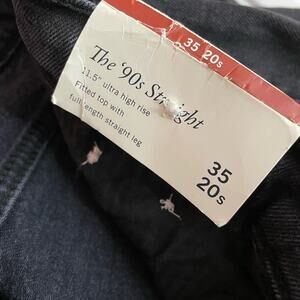 35 20s
The '90s Straight
11.5" ultra high rise
Fitted top with
full length straight leg
35
20s